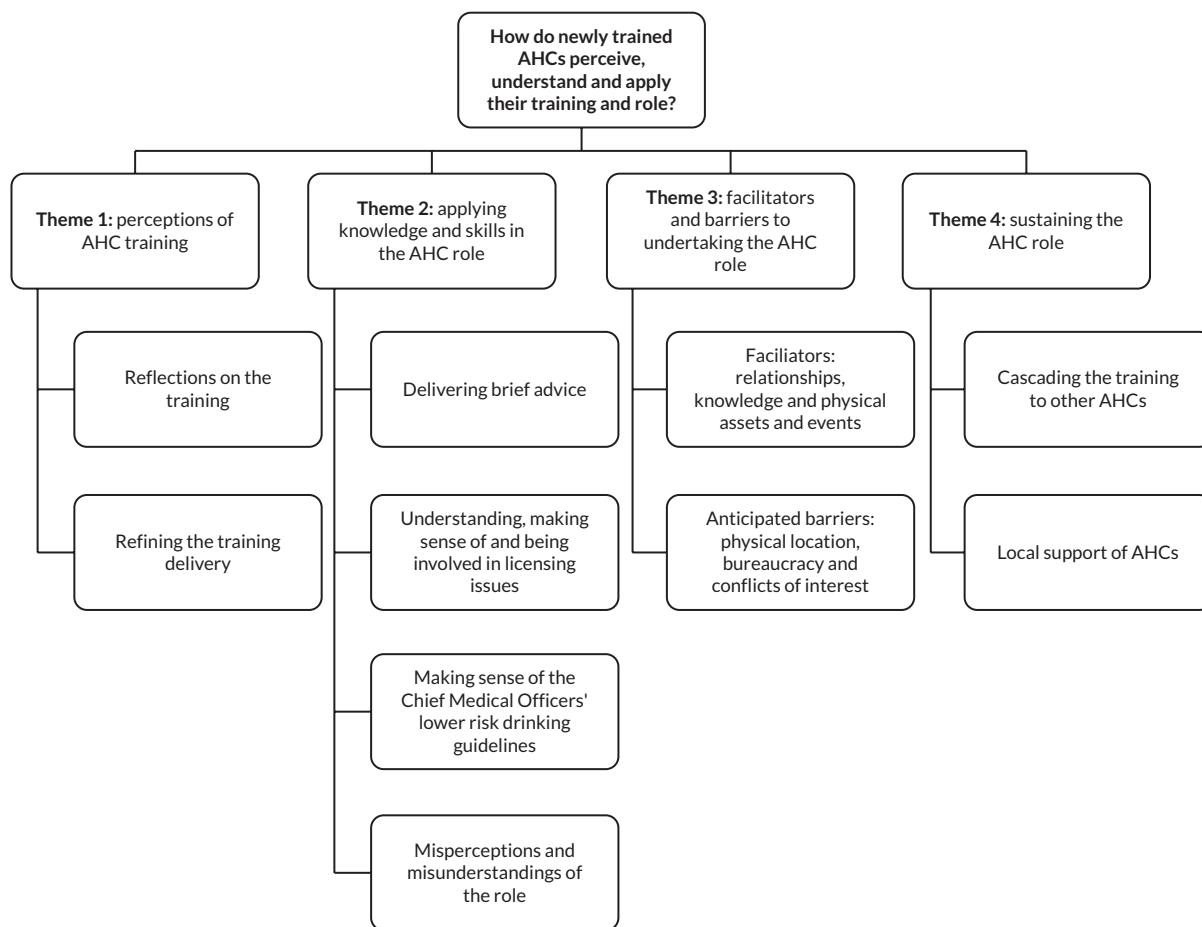 How do newly trained
AHCs perceive,
understand and apply
their training and role?
Theme 1: perceptions of
AHC training
Theme 2: applying
knowledge and skills in
the AHC role
Theme 3: facilitators
and barriers to
undertaking the AHC
role
Theme 4: sustaining the
AHC role
Reflections on the
training
Refining the training
delivery
Delivering brief advice
Understanding, making
sense of and being
involved in licensing
issues
Making sense of the
Chief Medical Officers'
lower risk drinking
guidelines
Misperceptions and
misunderstandings of
the role
Faciliators:
relationships,
knowledge and physical
assets and events
Anticipated barriers:
physical location,
bureaucracy and
conflicts of interest
Cascading the training
to other AHCs
Local support of AHCs